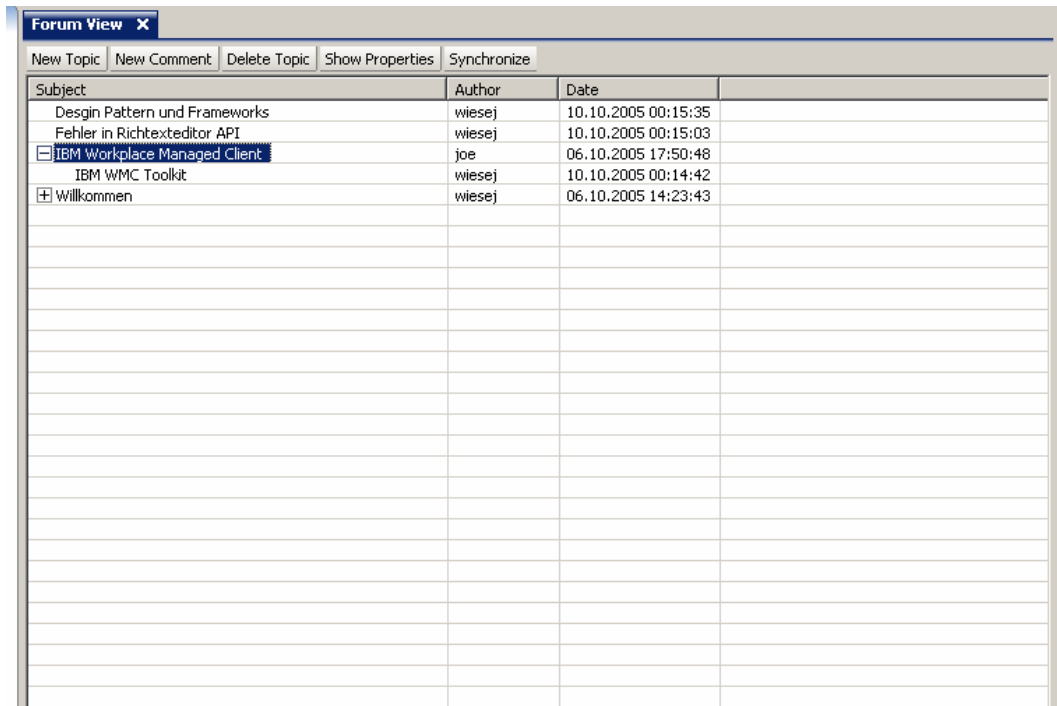 Forum View X
New Topic New Comment Delete Topic Show Properties Synchronize
Subject Author Date
Desgin Pattern und Frameworks wiesej 10.10.2005 00:15:35
Fehler in Richtexteditor API wiesej 10.10.2005 00:15:03
IBM Workplace Managed Client joe 06.10.2005 17:50:48
IBM WMC Toolkit wiesej 10.10.2005 00:14:42
Willkommen wiesej 06.10.2005 14:23:43